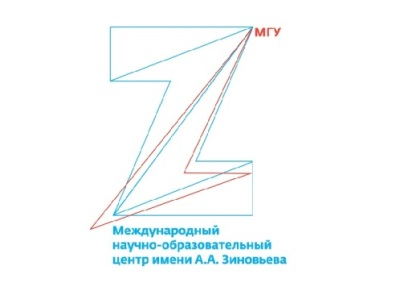 МГУ
Международный
научно-образовательный
центр имени А.А. Зиновьева